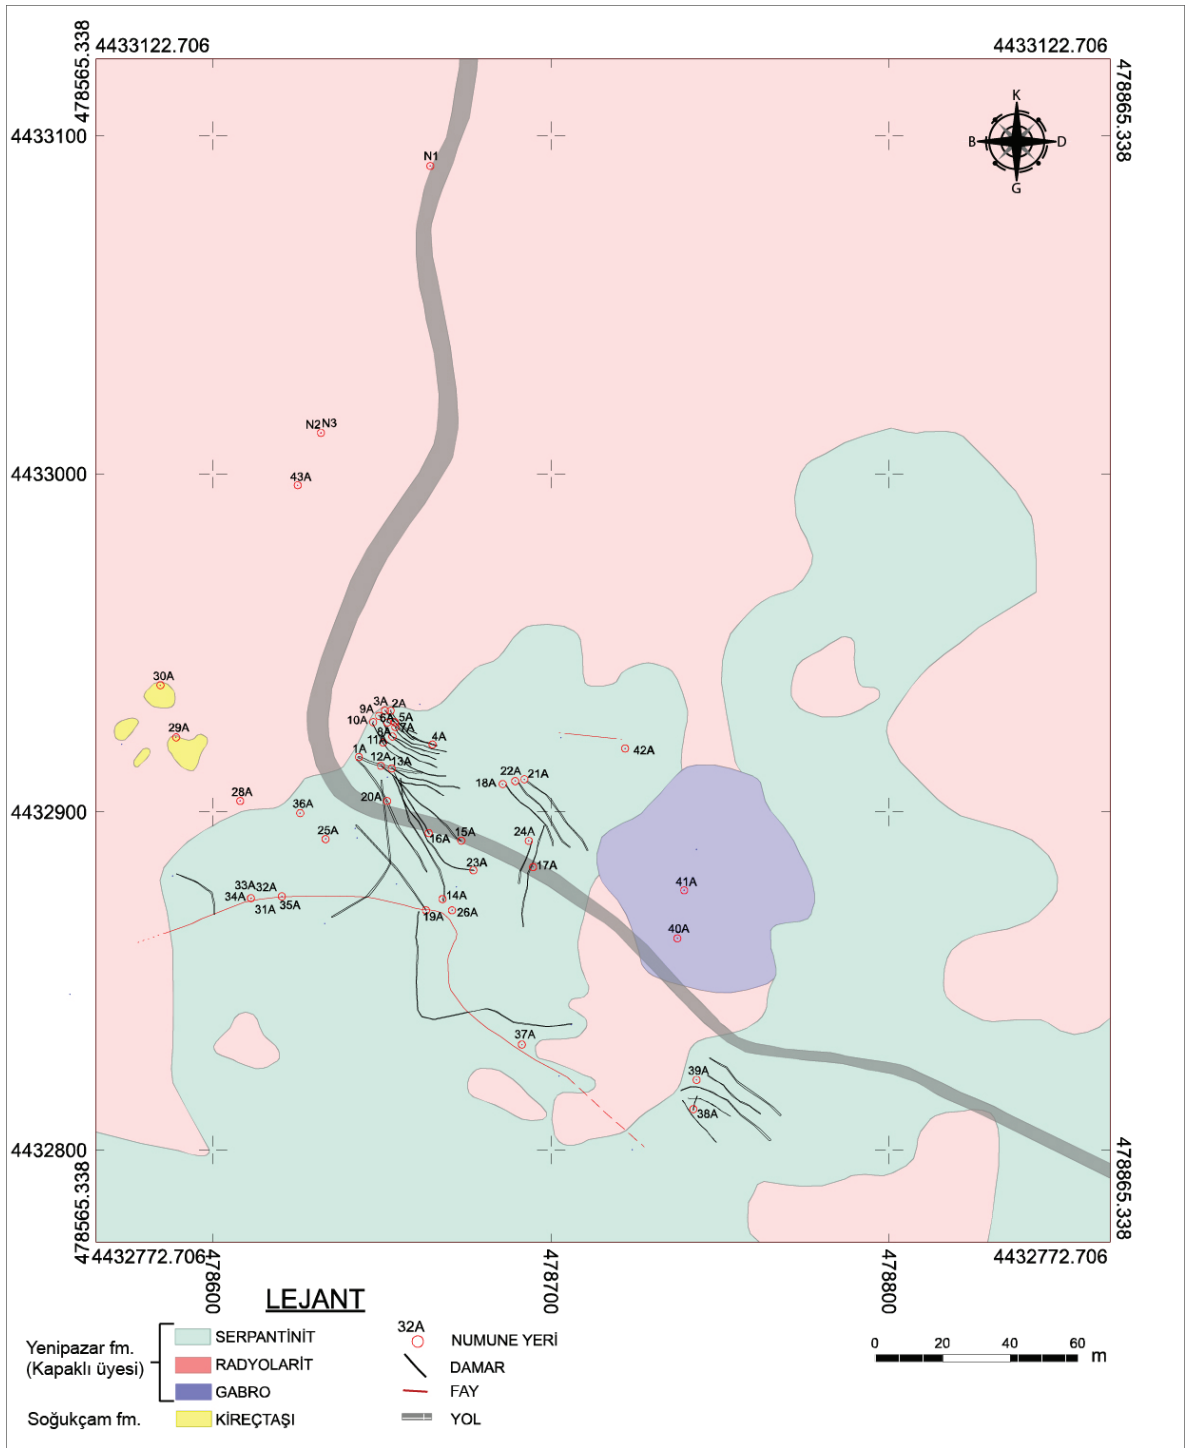 4433122.706
4433122.706
478565.338
478865.338
4433100
K
B
D
G
N1
N2 N3
4433000
43A
30A
29A
3A 2A
9A
10A
6A 5A
7A
8A
11A
4A
1A
12A
13A
42A
22A 21A
18A
28A
20A
4432900
36A
25A
16A
15A
24A
17A
23A
41A
33A 32A
34A
31A
35A
14A
19A
26A
40A
37A
39A
38A
4432800
478565.338
478865.338
4432772.706
4432772.706
478600
478700
478800
LEJANT
Yenipazar fm.
(Kapaklı üyesi)
SERPANTİNİT
RADYOLARİT
GABRO
Soğukçam fm.
KİREÇTAŞI
32A
NUMUNE YERİ
DAMAR
FAY
YOL
0 20 40 60 m